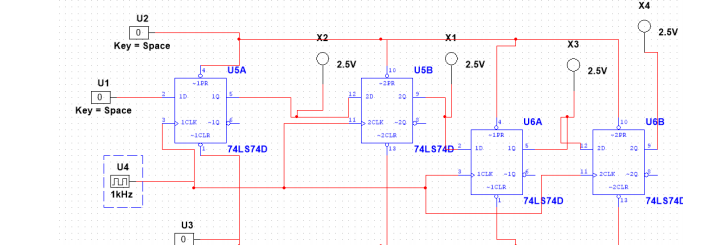 X4
U2
0
2.5V
Key = Space
X2
X1
X3
2.5V
2.5V
2.5V
U1
0
Key = Space
4
U5A
~1PR
2
1D
1Q
5
3
1CLK
~1Q
6
~1CLR
1
74LS74D
10
U5B
~2PR
12
2D
2Q
9
11
2CLK
~2Q
8
~2CLR
13
74LS74D
4
U6A
~1PR
2
1D
1Q
5
3
1CLK
~1Q
6
~1CLR
1
74LS74D
10
U6B
~2PR
12
2D
2Q
9
11
2CLK
~2Q
8
~2CLR
13
74LS74D
U4
1kHz
U3
0